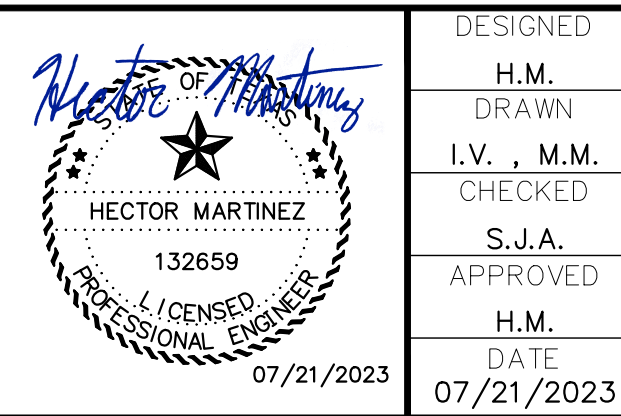 Hector Martinez
STATE OF TEXAS
HECTOR MARTINEZ
132659
LICENSED
PROFESSIONAL ENGINEER
07/21/2023
DESIGNED
H.M.
DRAWN
I.V. , M.M.
CHECKED
S.J.A.
APPROVED
H.M.
DATE
07/21/2023